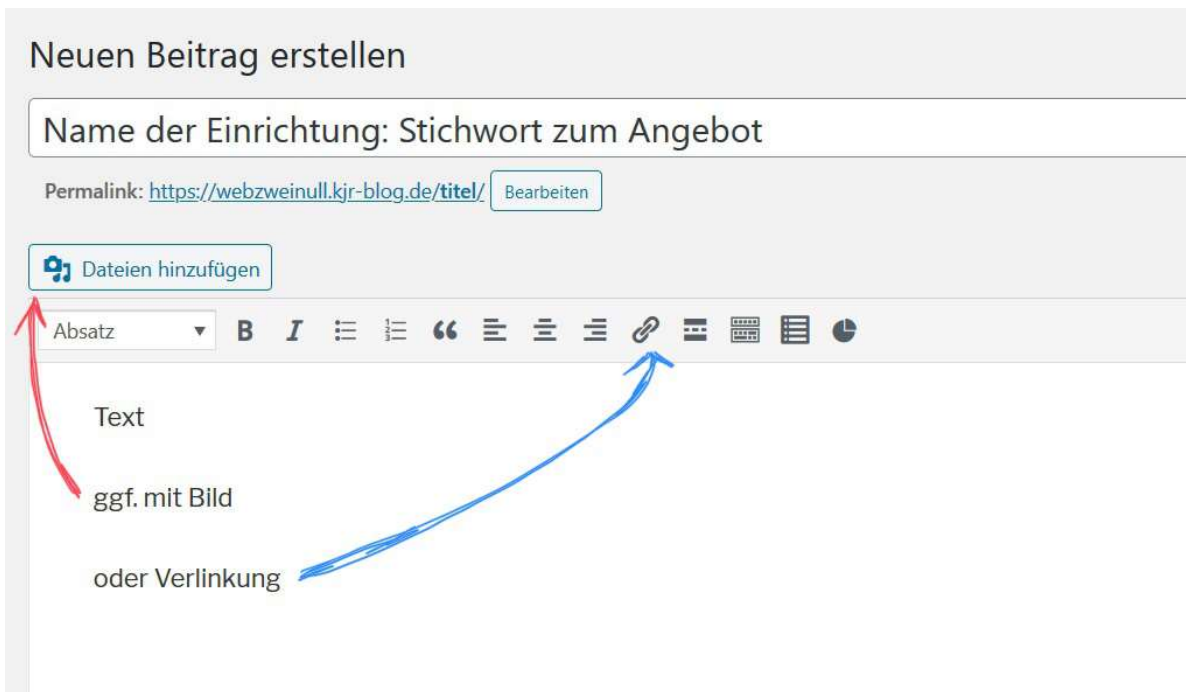 Neuen Beitrag erstellen
Name der Einrichtung: Stichwort zum Angebot
Permalink: https://webzweinull.kjr-blog.de/titel/ Bearbeiten
Dateien hinzufügen
Absatz B I
Text
ggf. mit Bild
oder Verlinkung